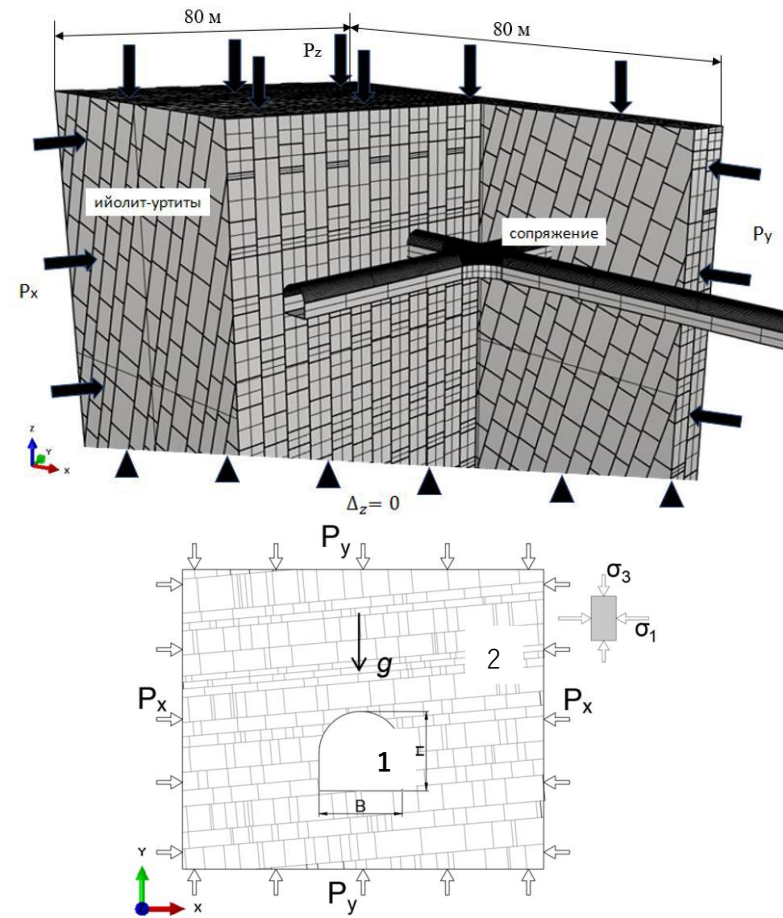 80 м
80 м
Pz
ийолит-уртиты
сопряжение
Py
Px
z
Y
x
Δz = 0
Py
σ3
σ1
2
g
Px
Px
1
H
B
Y
x
Py